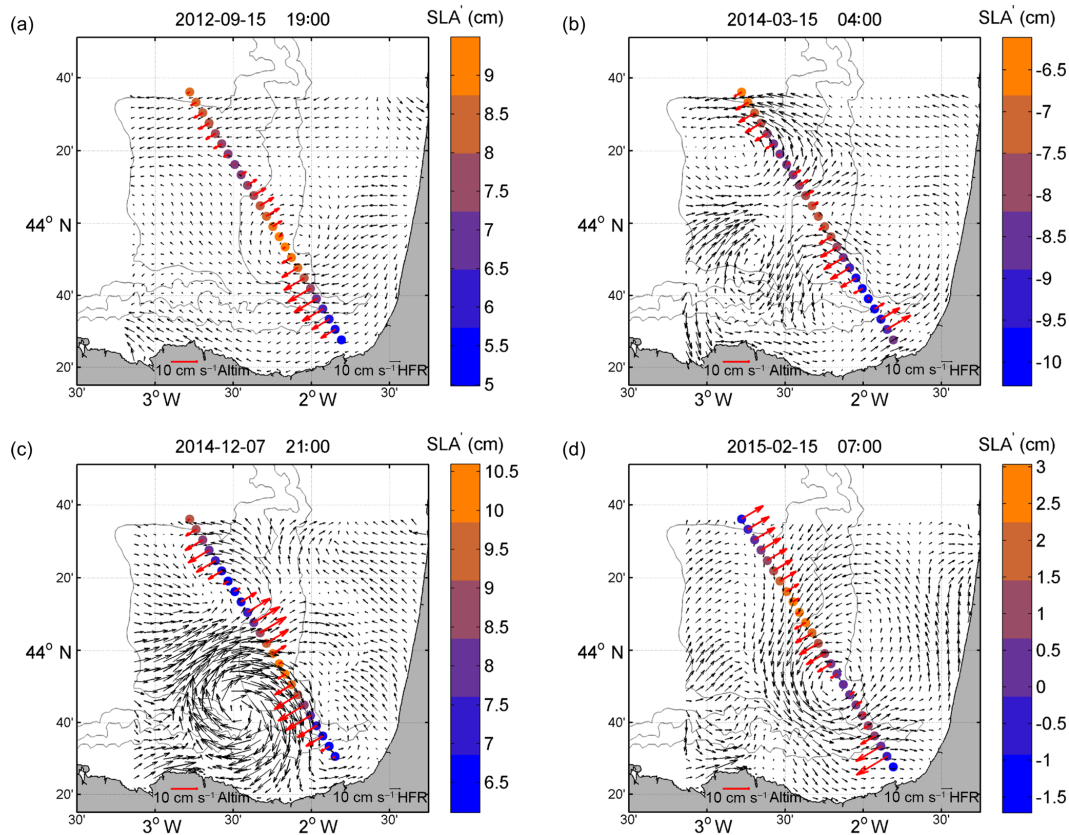 (a)
2012-09-15 19:00
SLA' (cm)
40'
20'
44° N
40'
20'
30'
3° W
30'
2° W
30'
10 cm s⁻¹ Altim
10 cm s⁻¹ HFR
9
8.5
8
7.5
7
6.5
6
5.5
5
(b)
2014-03-15 04:00
SLA' (cm)
40'
20'
44° N
40'
20'
30'
3° W
30'
2° W
30'
10 cm s⁻¹ Altim
10 cm s⁻¹ HFR
-6.5
-7
-7.5
-8
-8.5
-9
-9.5
-10
(c)
2014-12-07 21:00
SLA' (cm)
40'
20'
44° N
40'
20'
30'
3° W
30'
2° W
30'
10 cm s⁻¹ Altim
10 cm s⁻¹ HFR
10.5
10
9.5
9
8.5
8
7.5
7
6.5
(d)
2015-02-15 07:00
SLA' (cm)
40'
20'
44° N
40'
20'
30'
3° W
30'
2° W
30'
10 cm s⁻¹ Altim
10 cm s⁻¹ HFR
3
2.5
2
1.5
1
0.5
0
-0.5
-1
-1.5